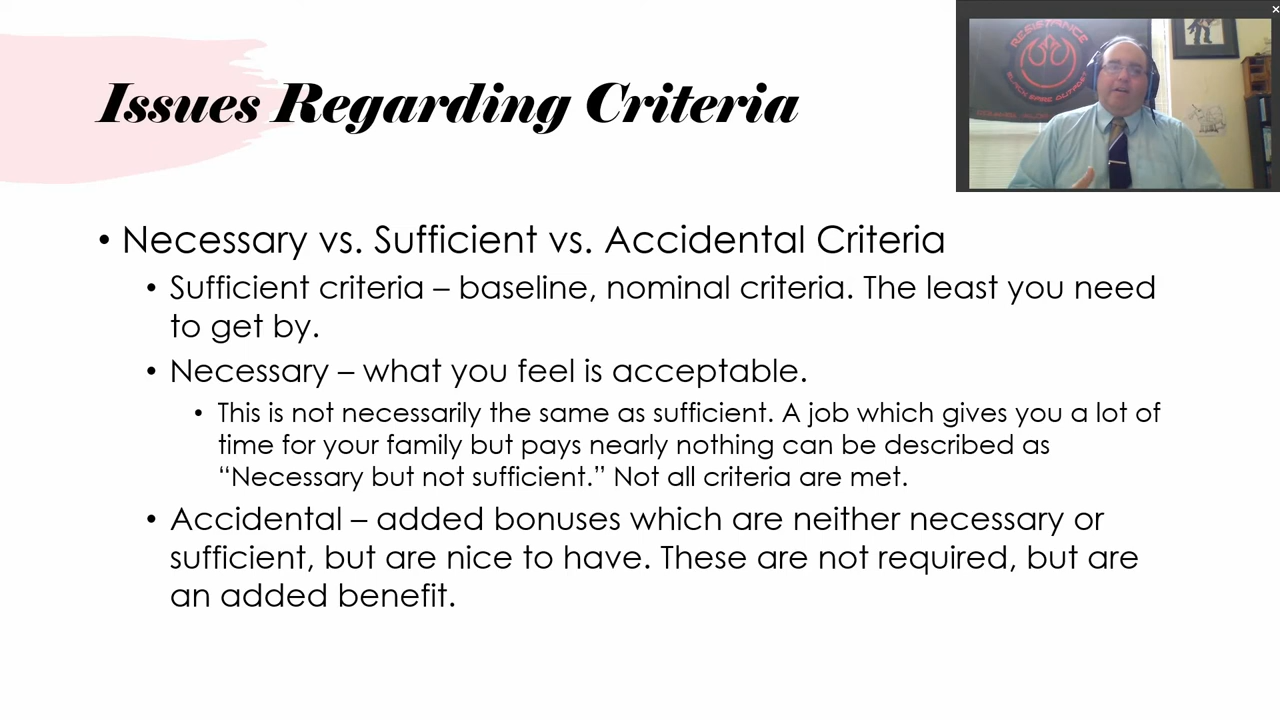 Issues Regarding Criteria
RESISTANCE
BLACK SPIRE OUTPOST
• Necessary vs. Sufficient vs. Accidental Criteria
• Sufficient criteria – baseline, nominal criteria. The least you need
to get by.
• Necessary – what you feel is acceptable.
• This is not necessarily the same as sufficient. A job which gives you a lot of
time for your family but pays nearly nothing can be described as
“Necessary but not sufficient.” Not all criteria are met.
• Accidental – added bonuses which are neither necessary or
sufficient, but are nice to have. These are not required, but are
an added benefit.